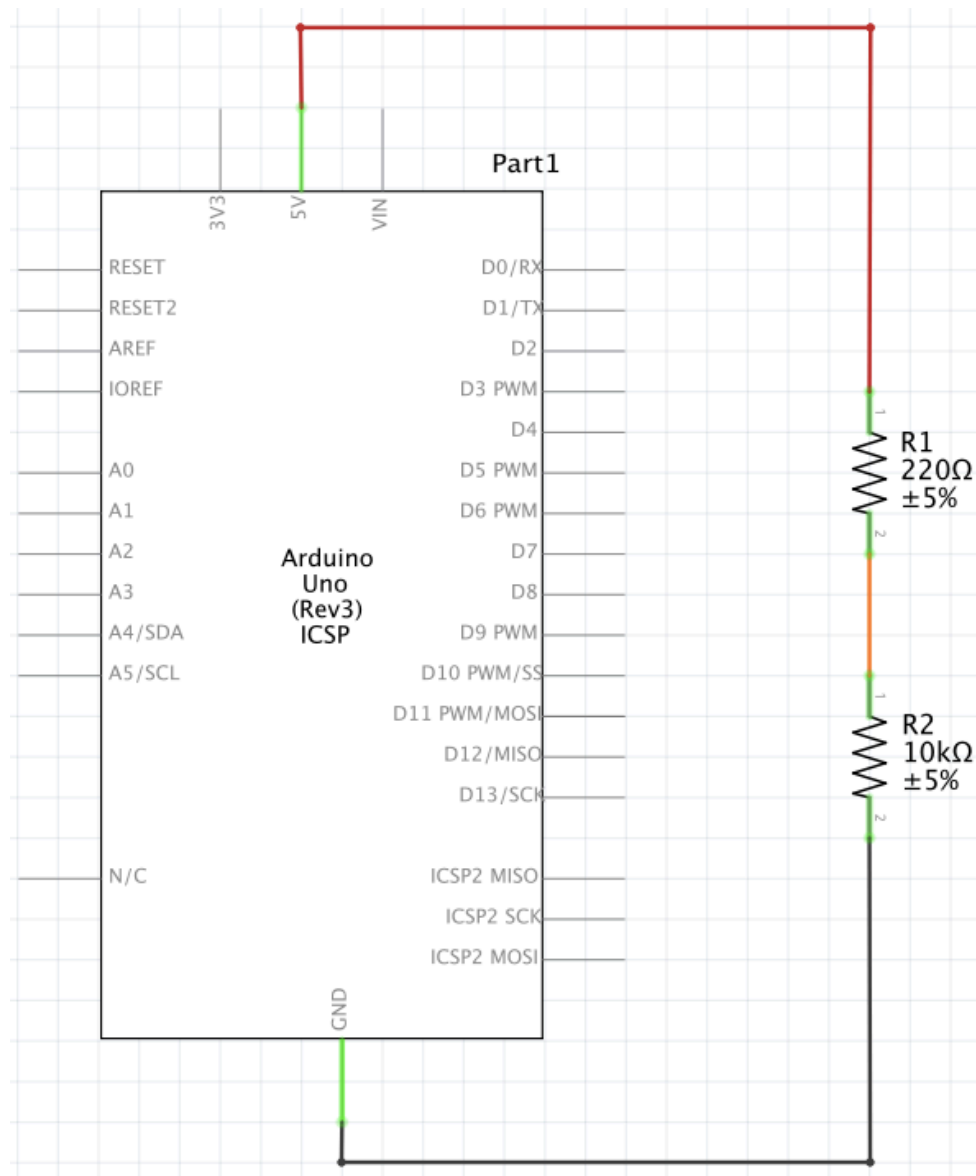 Part1
3V3
5V
VIN
RESET
D0/RX
RESET2
D1/TX
AREF
D2
IOREF
D3 PWM
D4
A0
D5 PWM
A1
D6 PWM
A2
D7
A3
D8
A4/SDA
D9 PWM
A5/SCL
D10 PWM/SS
D11 PWM/MOSI
D12/MISO
D13/SCK
N/C
ICSP2 MISO
ICSP2 SCK
ICSP2 MOSI
GND
Arduino
Uno
(Rev3)
ICSP
1
R1
220Ω
±5%
2
1
R2
10kΩ
±5%
2